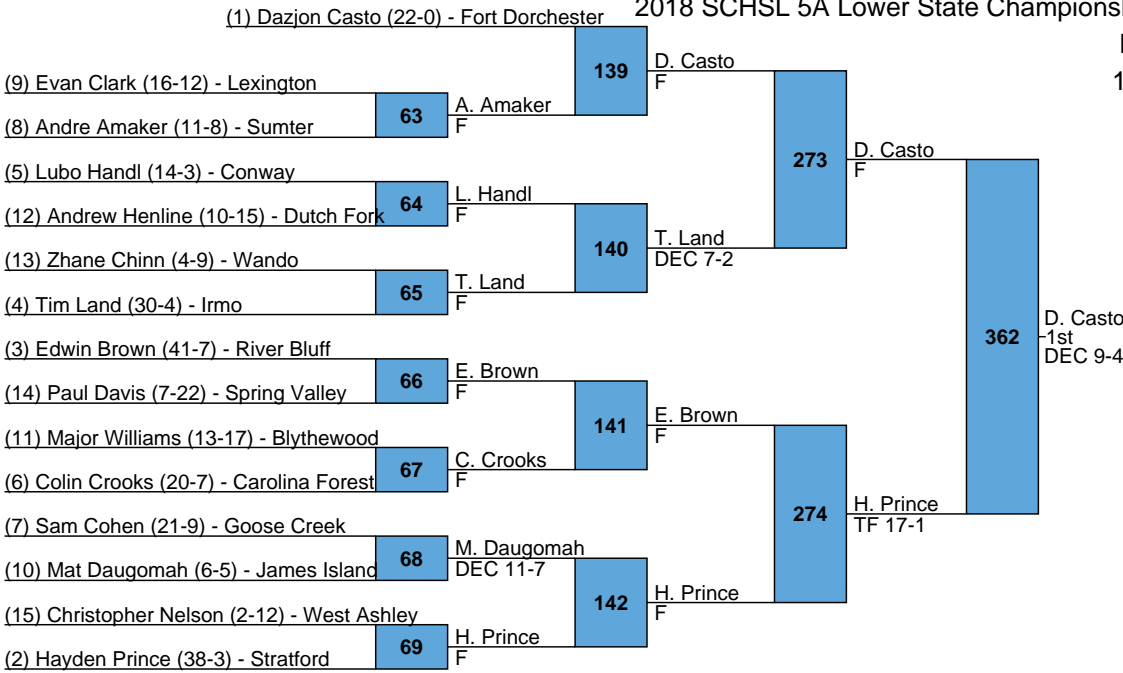 2018 SCHSL 5A Lower State
(1) Dazjon Casto (22-0) - Fort Dorchester
1
139
D. Casto
F
(9) Evan Clark (16-12) - Lexington
63
A. Amaker
F
(8) Andre Amaker (11-8) - Sumter
273
D. Casto
F
(5) Lubo Handl (14-3) - Conway
64
L. Handl
F
(12) Andrew Henline (10-15) - Dutch Fork
140
T. Land
DEC 7-2
(13) Zhane Chinn (4-9) - Wando
65
T. Land
F
(4) Tim Land (30-4) - Irmo
362
D. Casto
1st
DEC 9-4
(3) Edwin Brown (41-7) - River Bluff
66
E. Brown
F
(14) Paul Davis (7-22) - Spring Valley
141
E. Brown
F
(11) Major Williams (13-17) - Blythewood
67
C. Crooks
F
(6) Colin Crooks (20-7) - Carolina Forest
274
H. Prince
TF 17-1
(7) Sam Cohen (21-9) - Goose Creek
68
M. Daugomah
DEC 11-7
(10) Mat Daugomah (6-5) - James Island
142
H. Prince
F
(15) Christopher Nelson (2-12) - West Ashley
69
H. Prince
F
(2) Hayden Prince (38-3) - Stratford